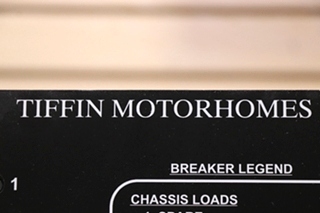 TIFFIN MOTORHOMES
BREAKER LEGEND
1
CHASSIS LOADS